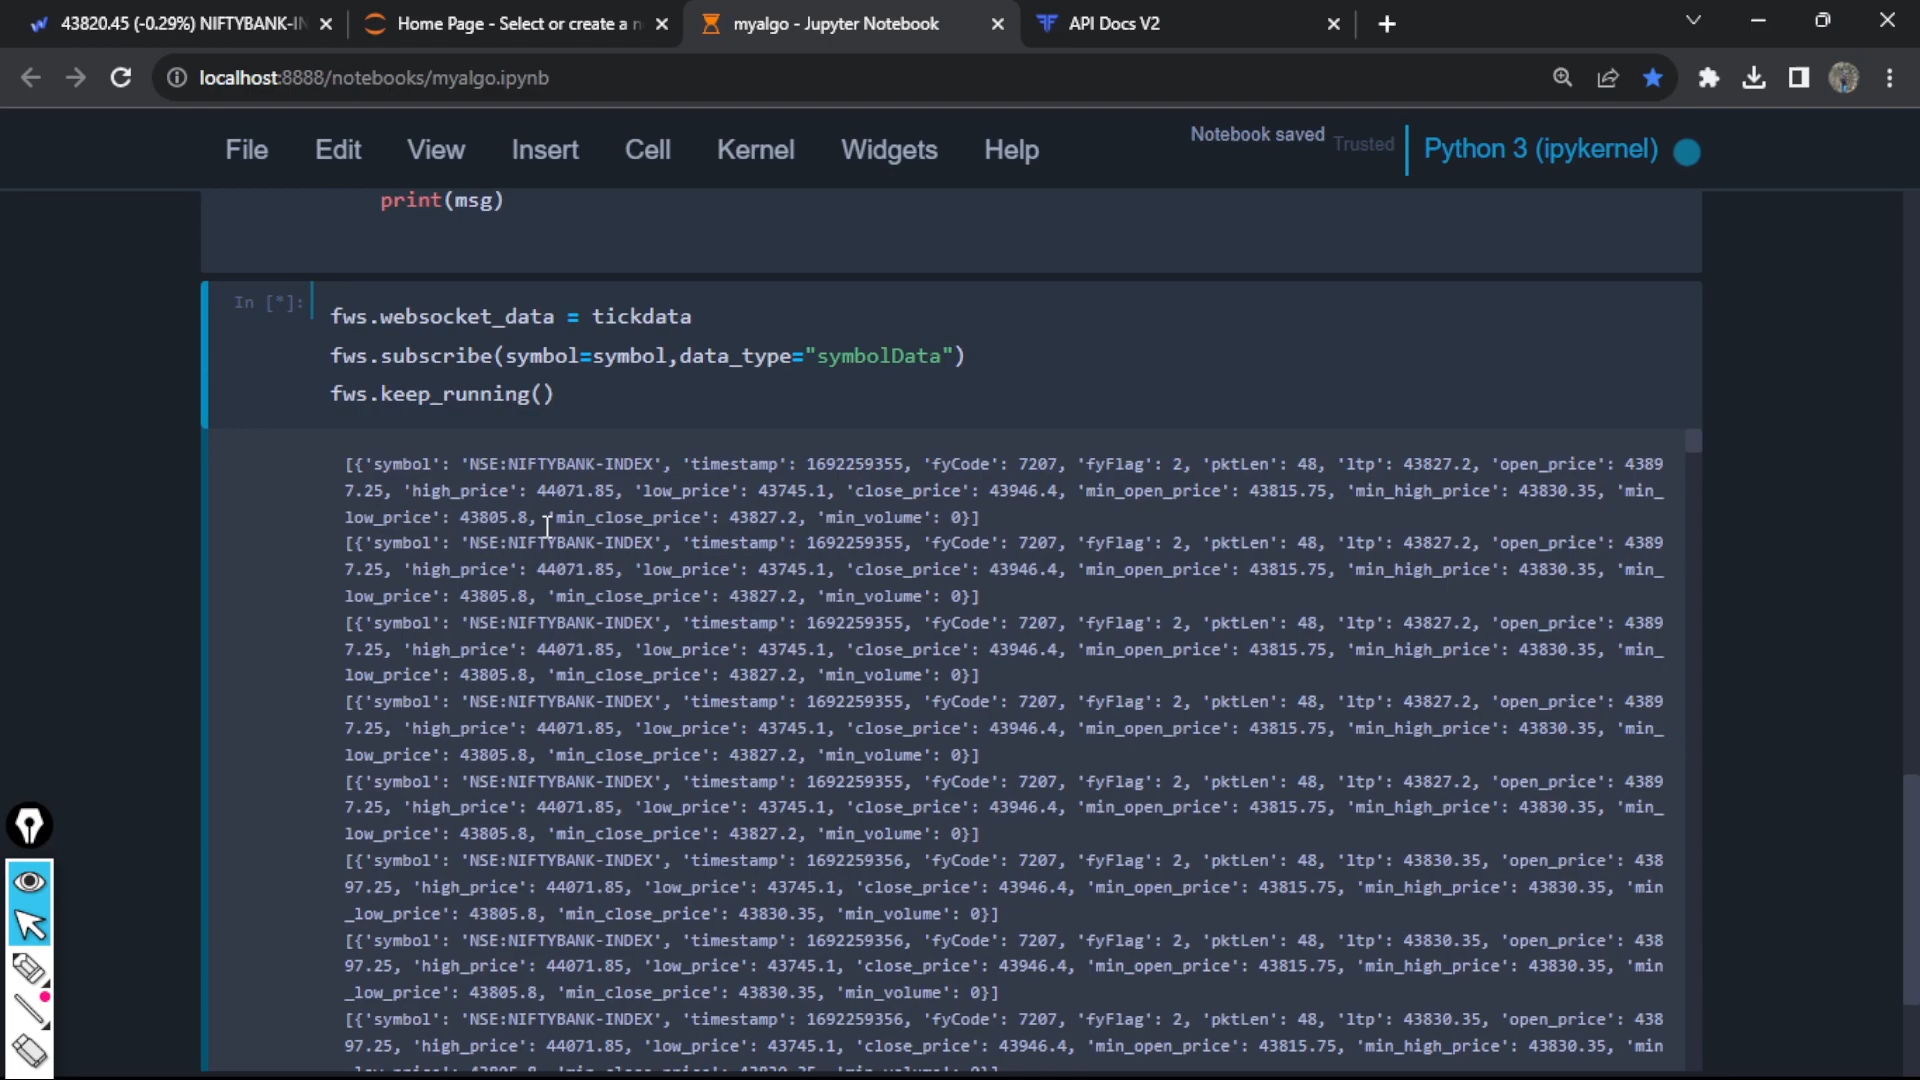 43820.45 (-0.29%) NIFTYBANK-IN
Home Page - Select or create a n
myalgo - Jupyter Notebook
API Docs V2
localhost:8888/notebooks/myalgo.ipynb
File Edit View Insert Cell Kernel Widgets Help
Notebook saved Trusted Python 3 (ipykernel)
print(msg)
In [*]:
fws.websocket_data = tickdata
fws.subscribe(symbol=symbol,data_type="symbolData")
fws.keep_running()
[{'symbol': 'NSE:NIFTYBANK-INDEX', 'timestamp': 1692259355, 'fyCode': 7207, 'fyFlag': 2, 'pktLen': 48, 'ltp': 43827.2, 'open_price': 4389
7.25, 'high_price': 44071.85, 'low_price': 43745.1, 'close_price': 43946.4, 'min_open_price': 43815.75, 'min_high_price': 43830.35, 'min_
low_price': 43805.8, 'min_close_price': 43827.2, 'min_volume': 0}]
[{'symbol': 'NSE:NIFTYBANK-INDEX', 'timestamp': 1692259355, 'fyCode': 7207, 'fyFlag': 2, 'pktLen': 48, 'ltp': 43827.2, 'open_price': 4389
7.25, 'high_price': 44071.85, 'low_price': 43745.1, 'close_price': 43946.4, 'min_open_price': 43815.75, 'min_high_price': 43830.35, 'min_
low_price': 43805.8, 'min_close_price': 43827.2, 'min_volume': 0}]
[{'symbol': 'NSE:NIFTYBANK-INDEX', 'timestamp': 1692259355, 'fyCode': 7207, 'fyFlag': 2, 'pktLen': 48, 'ltp': 43827.2, 'open_price': 4389
7.25, 'high_price': 44071.85, 'low_price': 43745.1, 'close_price': 43946.4, 'min_open_price': 43815.75, 'min_high_price': 43830.35, 'min_
low_price': 43805.8, 'min_close_price': 43827.2, 'min_volume': 0}]
[{'symbol': 'NSE:NIFTYBANK-INDEX', 'timestamp': 1692259355, 'fyCode': 7207, 'fyFlag': 2, 'pktLen': 48, 'ltp': 43827.2, 'open_price': 4389
7.25, 'high_price': 44071.85, 'low_price': 43745.1, 'close_price': 43946.4, 'min_open_price': 43815.75, 'min_high_price': 43830.35, 'min_
low_price': 43805.8, 'min_close_price': 43827.2, 'min_volume': 0}]
[{'symbol': 'NSE:NIFTYBANK-INDEX', 'timestamp': 1692259355, 'fyCode': 7207, 'fyFlag': 2, 'pktLen': 48, 'ltp': 43827.2, 'open_price': 4389
7.25, 'high_price': 44071.85, 'low_price': 43745.1, 'close_price': 43946.4, 'min_open_price': 43815.75, 'min_high_price': 43830.35, 'min_
low_price': 43805.8, 'min_close_price': 43827.2, 'min_volume': 0}]
[{'symbol': 'NSE:NIFTYBANK-INDEX', 'timestamp': 1692259356, 'fyCode': 7207, 'fyFlag': 2, 'pktLen': 48, 'ltp': 43830.35, 'open_price': 438
97.25, 'high_price': 44071.85, 'low_price': 43745.1, 'close_price': 43946.4, 'min_open_price': 43815.75, 'min_high_price': 43830.35, 'min
_low_price': 43805.8, 'min_close_price': 43830.35, 'min_volume': 0}]
[{'symbol': 'NSE:NIFTYBANK-INDEX', 'timestamp': 1692259356, 'fyCode': 7207, 'fyFlag': 2, 'pktLen': 48, 'ltp': 43830.35, 'open_price': 438
97.25, 'high_price': 44071.85, 'low_price': 43745.1, 'close_price': 43946.4, 'min_open_price': 43815.75, 'min_high_price': 43830.35, 'min
_low_price': 43805.8, 'min_close_price': 43830.35, 'min_volume': 0}]
[{'symbol': 'NSE:NIFTYBANK-INDEX', 'timestamp': 1692259356, 'fyCode': 7207, 'fyFlag': 2, 'pktLen': 48, 'ltp': 43830.35, 'open_price': 438
97.25, 'high_price': 44071.85, 'low_price': 43745.1, 'close_price': 43946.4, 'min_open_price': 43815.75, 'min_high_price': 43830.35, 'min